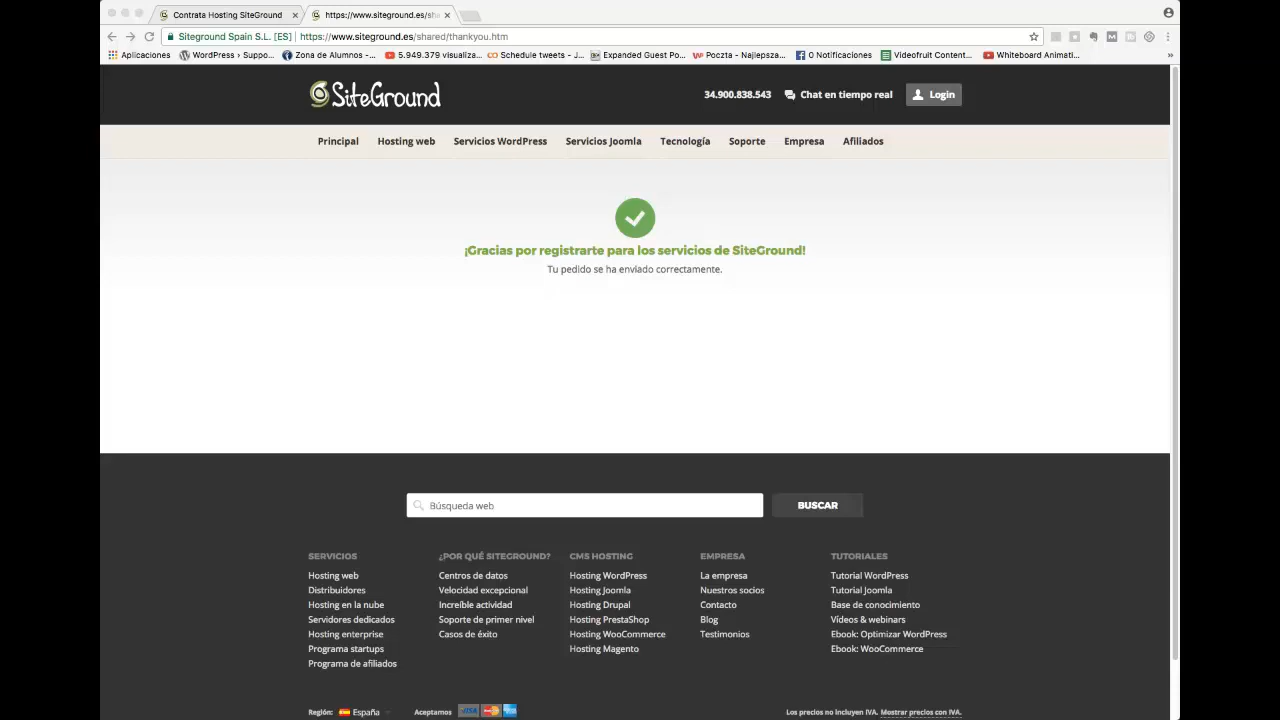 Contrata Hosting SiteGround
https://www.siteground.es/sha
Siteground Spain S.L. [ES] | https://www.siteground.es/shared/thankyou.htm
Aplicaciones WordPress › Suppo... Zona de Alumnos -... 5.949.379 visualiza... Schedule tweets - J... Expanded Guest Po... Poczta - Najlepsza... 0 Notificaciones Videofruit Content... Whiteboard Animati... »
SiteGround
34.900.838.543 Chat en tiempo real Login
Principal Hosting web Servicios WordPress Servicios Joomla Tecnología Soporte Empresa Afiliados
¡Gracias por registrarte para los servicios de SiteGround!
Tu pedido se ha enviado correctamente.
Búsqueda web BUSCAR
SERVICIOS
Hosting web
Distribuidores
Hosting en la nube
Servidores dedicados
Hosting enterprise
Programa startups
Programa de afiliados
¿POR QUÉ SITEGROUND?
Centros de datos
Velocidad excepcional
Increíble actividad
Soporte de primer nivel
Casos de éxito
CMS HOSTING
Hosting WordPress
Hosting Joomla
Hosting Drupal
Hosting PrestaShop
Hosting WooCommerce
Hosting Magento
EMPRESA
La empresa
Nuestros socios
Contacto
Blog
Testimonios
TUTORIALES
Tutorial WordPress
Tutorial Joomla
Base de conocimiento
Vídeos & webinars
Ebook: Optimizar WordPress
Ebook: WooCommerce
Región: España Aceptamos VISA MasterCard Los precios no incluyen IVA. Mostrar precios con IVA.